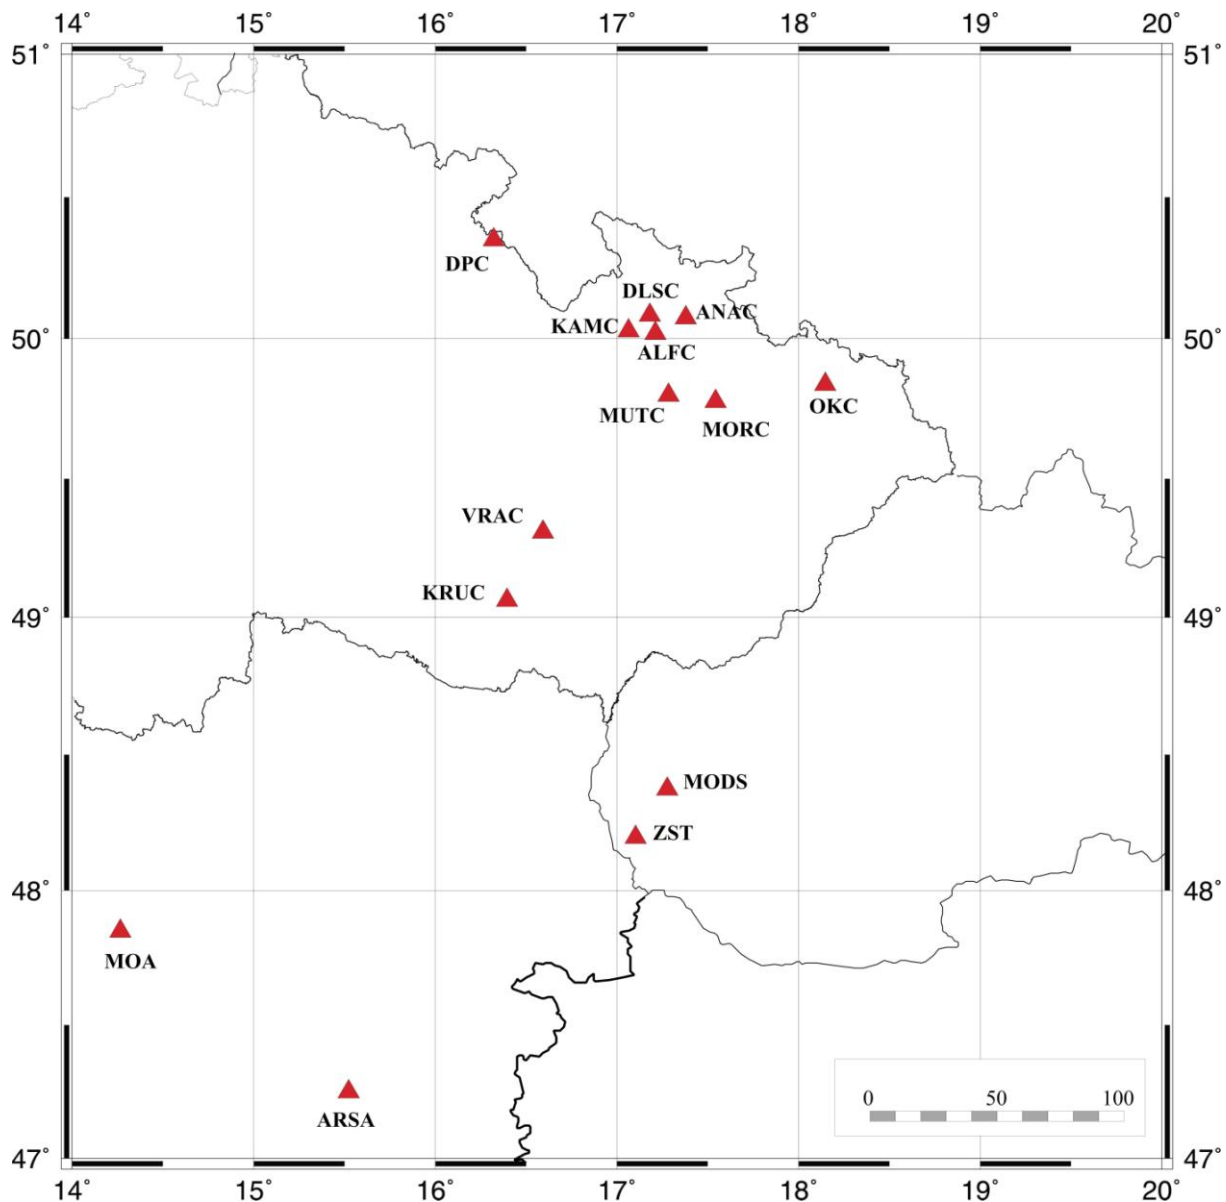 14° 15° 16° 17° 18° 19° 20°
51° 51°
DPC
DLSC
ANAC
KAMC
50° 50°
ALFC
OKC
MUTC
MORC
VRAC
KRUC
49° 49°
MODS
ZST
48° 48°
MOA
0 50 100
ARSA
47° 47°
14° 15° 16° 17° 18° 19° 20°